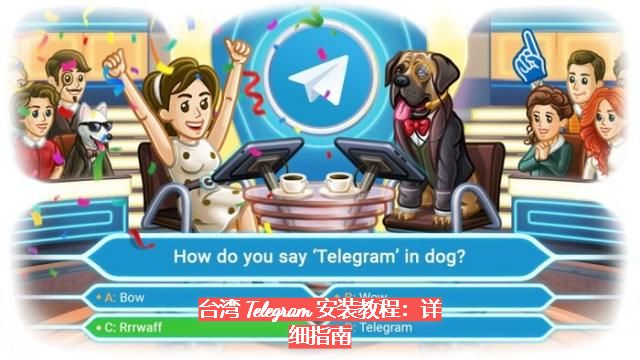 How do you say ‘Telegram’ in dog?
A: Bow
B: Wow
C: Rrrwaff
D: Telegram
台湾 Telegram 安装教程：详
细指南